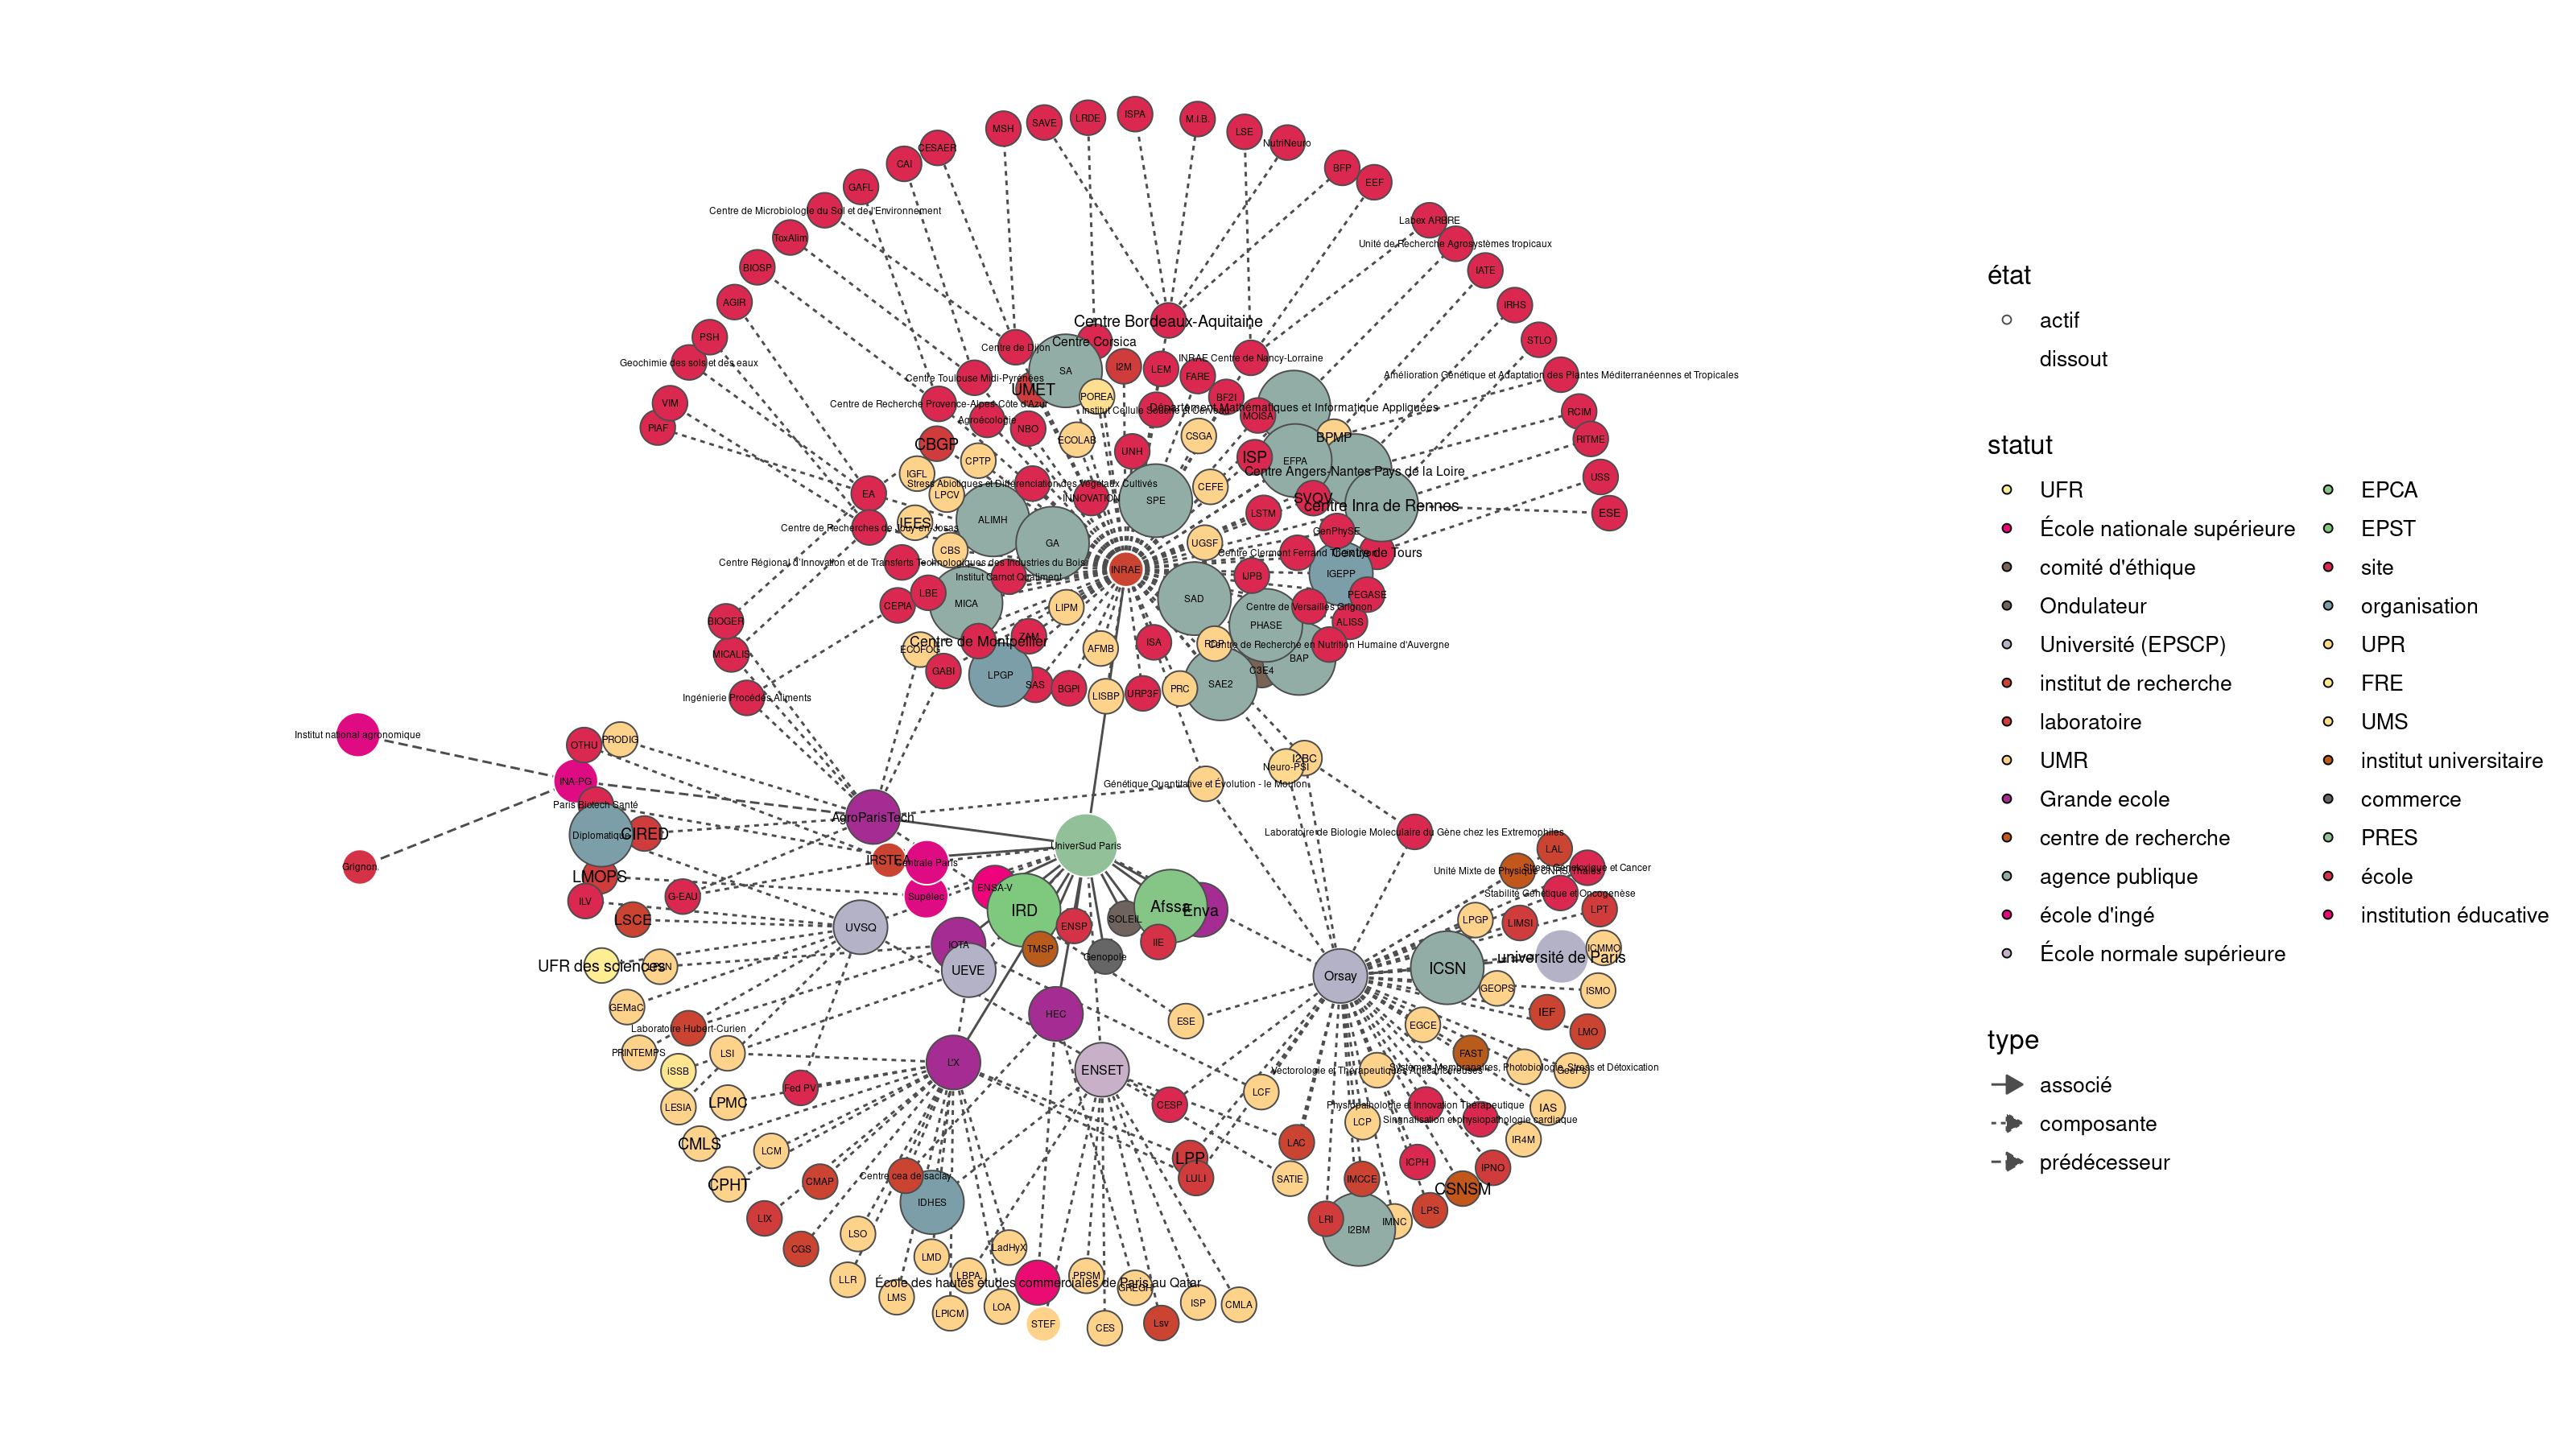 ISPA
LRDE
M.I.B.
SAVE
MSH
LSE
NutriNeuro
CESAER
CAI
BFP
EEF
GAFL
Centre de Microbiologie du Sol et de l'Environnement
Labex ARBRE
ToxAlim
Unité de Recherche Agrosystèmes tropicaux
BIOSP
IATE
AGIR
IRHS
Centre Bordeaux-Aquitaine
PSH
STLO
Centre Corsica
Centre de Dijon
INRAE Centre de Nancy-Lorraine
Geochimie des sols et des eaux
I2M
LEM
SA
FARE
Amélioration Génétique et Adaptation des Plantes Méditerranéennes et Tropicales
Centre Toulouse Midi-Pyrénées
UMET
POREA
BF2I
VIM
Centre de Recherche Provence-Alpes-Côte d'Azur
Département Mathématiques et Informatique Appliquées
RCIM
MOISA
Agroécologie
PIAF
NBO
CSGA
BPMP
ECOLAB
RITME
CBGP
UNH
ISP
CPTP
EFPA
Centre Angers-Nantes Pays de la Loire
IGFL
USS
Stress Abiotiques et Différenciation des Végétaux Cultivés
CEFE
EA
LPCV
INNOVATION
SPE
SVQV
centre Inra de Rennes
LSTM
ESE
IEES
ALIMH
Centre de Recherches de Jouy-en-Josas
GenPhySE
GA
UGSF
CBS
Centre de Tours
Centre Régional d'Innovation et de Transferts Technologiques des Industries du Bois
INRAE
IGEPP
Institut Carnot Qualiment
IJPB
LBE
PEGASE
SAD
MICA
CEPIA
LIPM
Centre de Versailles Grignon
BIOGER
ALISS
PHASE
ZAM
Centre de Montpellier
ISA
Centre de Recherche en Nutrition Humaine d'Auvergne
ECOFOG
AFMB
MICALIS
BAP
GABI
C3E4
LPGP
SAS
SAE2
BGPI
PRC
URP3F
LISBP
Ingénierie Procédés Aliments
Institut national agronomique
OTHU
PRODIG
I2BC
Neuro-PSI
INA-PG
Génétique Quantitative et Évolution - le Moulon
Paris Biotech Santé
AgroParisTech
Laboratoire de Biologie Moleculaire du Gène chez les Extremophiles
Diplomatique
CIRED
UniverSud Paris
LAL
IRSTEA
Centrale Paris
Grignon.
Unité Mixte de Physique CNRS/Thales
Stress Génotoxique et Cancer
LMOPS
ENSA-V
Stabilité Génétique et Oncogenèse
G-EAU
Supélec
ILV
IRD
Afssa
Enva
LPT
LSCE
SOLEIL
LPGP
LIMSI
UVSQ
ENSP
IIE
IOTA
TMSP
ICMMO
Genopole
université de Paris
UFR des sciences
UEVE
ICSN
Orsay
GEOPS
ISMO
GEMaC
HEC
IEF
ESE
EGCE
Laboratoire Hubert-Curien
LMO
PRINTEMPS
LSI
FAST
L'X
ENSET
iSSB
Systèmes Membranaires, Photobiologie, Stress et Détoxication
Fed PV
LCF
LPMC
CESP
Physiopathologie et Innovation Thérapeutique
LESIA
IAS
Singnalisation et physiopathologie cardiaque
LCP
CMLS
LAC
IR4M
LCM
LPP
ICPH
IPNO
Centre cea de saclay
LULI
SATIE
IMCCE
CPHT
CMAP
CSNSM
IDHES
LPS
LIX
LRI
IMNC
I2BM
LSO
CGS
LadHyX
LMD
LBPA
PPSM
LLR
École des hautes études commerciales de Paris au Qatar
GREGH
LMS
ISP
CMLA
LOA
LPICM
STEF
Lsv
CES
état
actif
dissout
statut
UFR
École nationale supérieure
comité d'éthique
Ondulateur
Université (EPSCP)
institut de recherche
laboratoire
UMR
Grande ecole
centre de recherche
agence publique
école d'ingé
École normale supérieure
EPCA
EPST
site
organisation
UPR
FRE
UMS
institut universitaire
commerce
PRES
école
institution éducative
type
associé
composante
prédécesseur